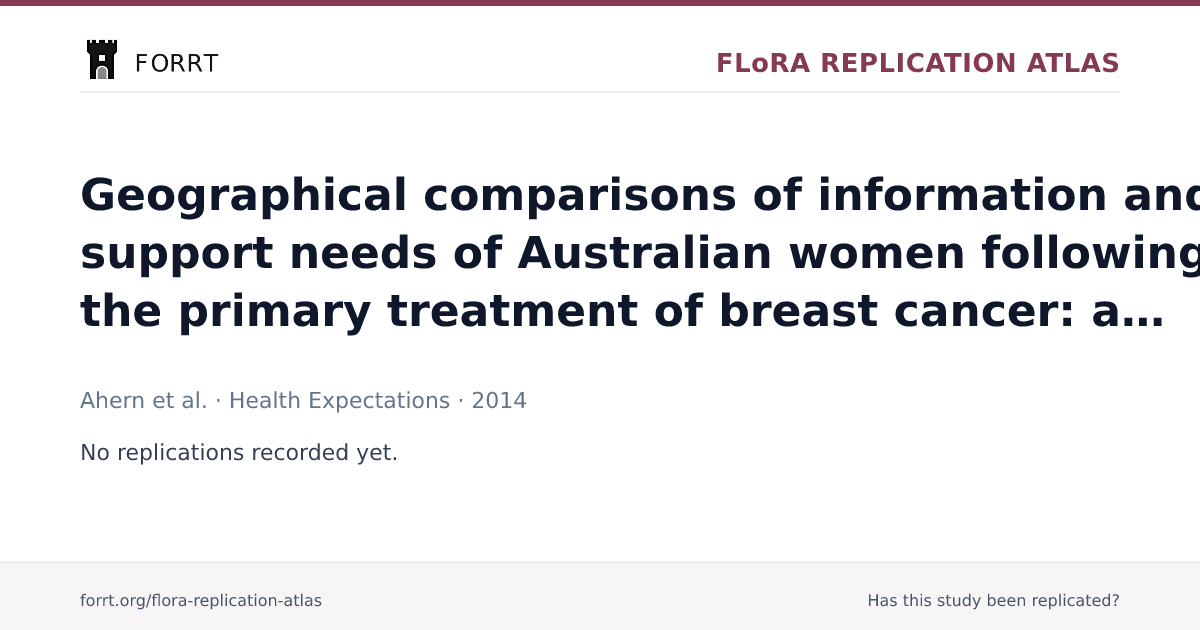 FORRT
FLoRA REPLICATION ATLAS
Geographical comparisons of information and
support needs of Australian women following
the primary treatment of breast cancer: a…
Ahern et al. · Health Expectations · 2014
No replications recorded yet.
forrt.org/flora-replication-atlas
Has this study been replicated?